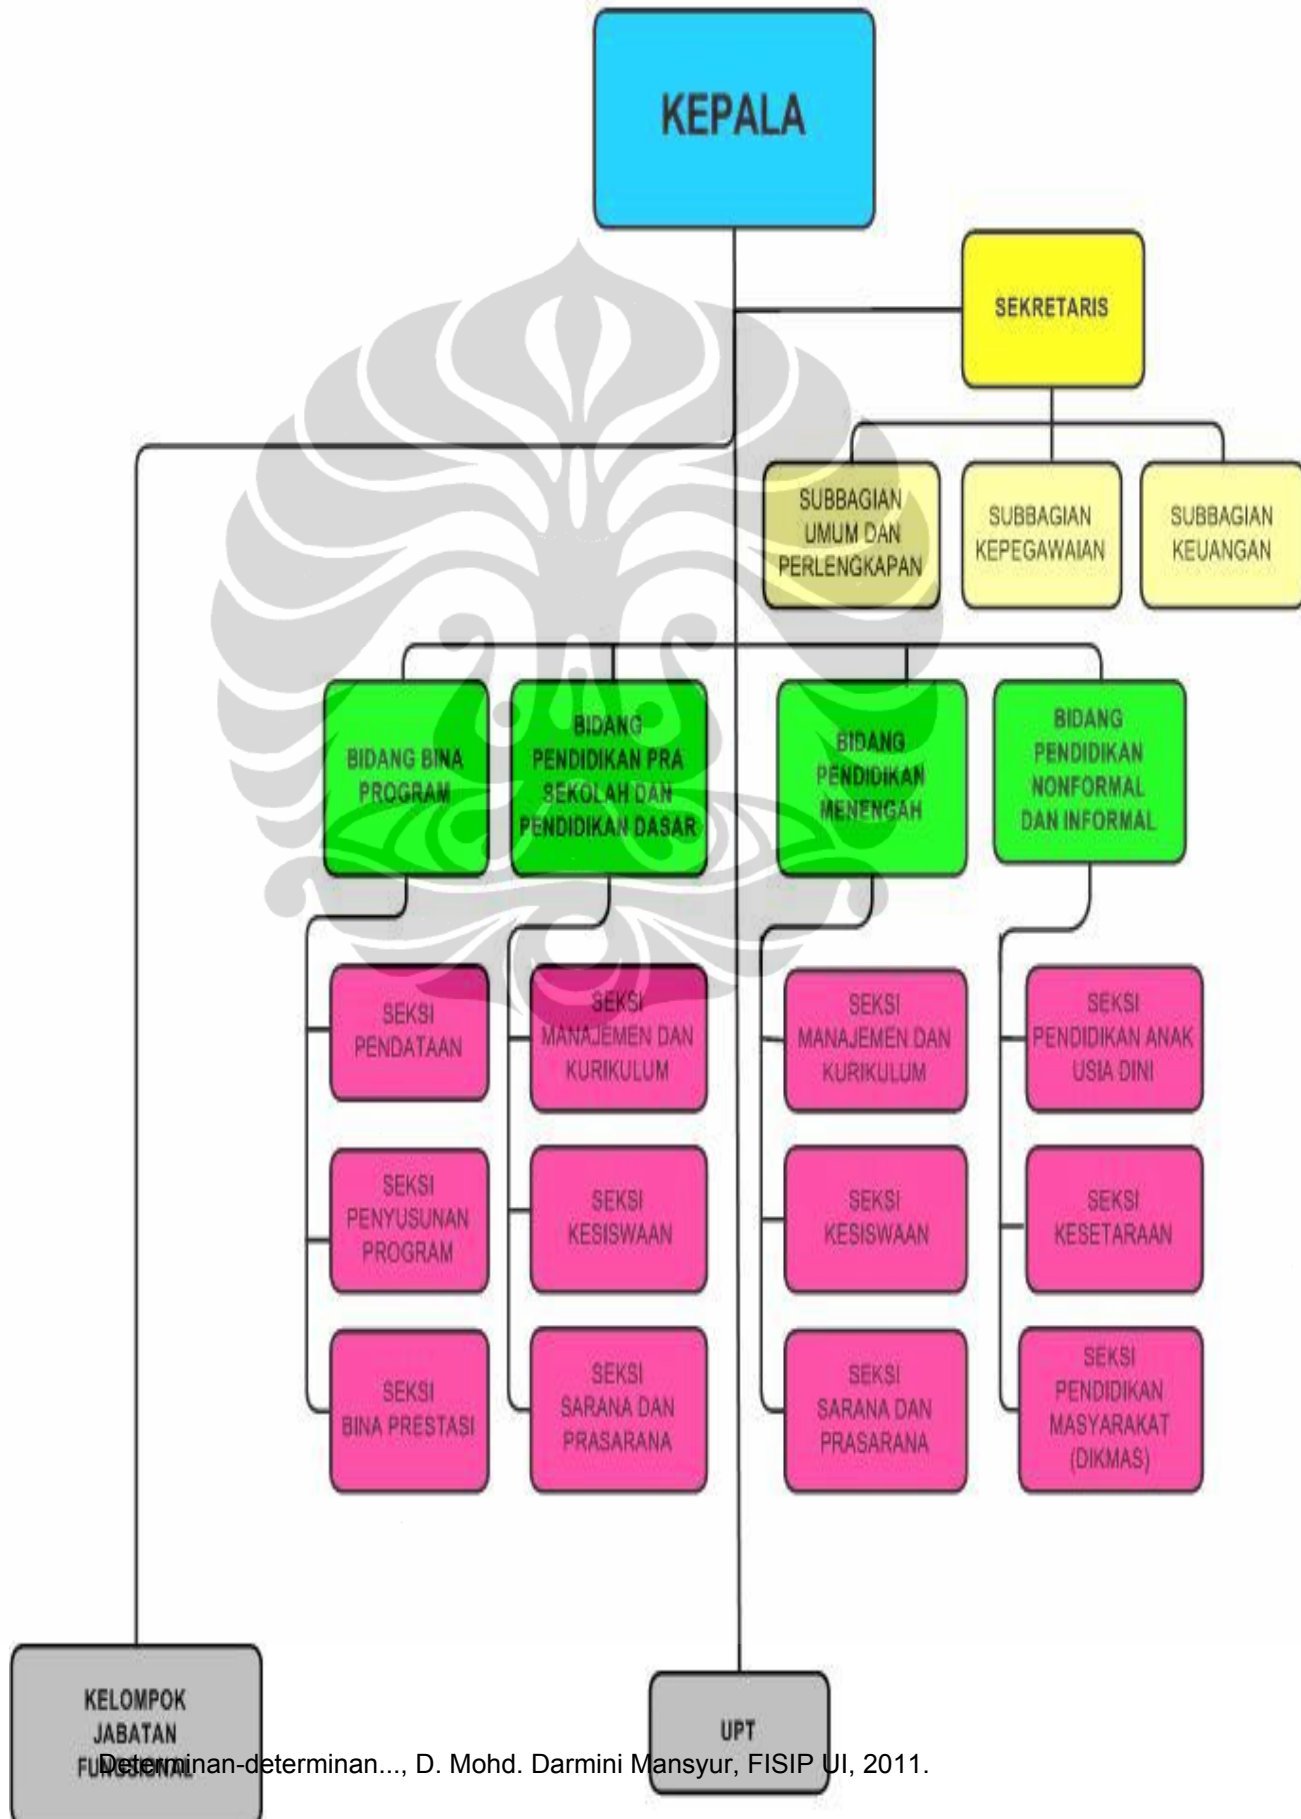 KEPALA
SEKRETARIS
SUBBAGIAN
UMUM DAN
PERLENGKAPAN
SUBBAGIAN
KEPEGAWAIAN
SUBBAGIAN
KEUANGAN
BIDANG BINA
PROGRAM
BIDANG
PENDIDIKAN PRA
SEKOLAH DAN
PENDIDIKAN DASAR
BIDANG
PENDIDIKAN
MENENGAH
BIDANG
PENDIDIKAN
NONFORMAL
DAN INFORMAL
SEKSI
PENDATAAN
SEKSI
MANAJEMEN DAN
KURIKULUM
SEKSI
MANAJEMEN DAN
KURIKULUM
SEKSI
PENDIDIKAN ANAK
USIA DINI
SEKSI
PENYUSUNAN
PROGRAM
SEKSI
KESISWAAN
SEKSI
KESISWAAN
SEKSI
KESETARAAN
SEKSI
BINA PRESTASI
SEKSI
SARANA DAN
PRASARANA
SEKSI
SARANA DAN
PRASARANA
SEKSI
PENDIDIKAN
MASYARAKAT
(DIKMAS)
KELOMPOK
JABATAN
FUNGSIONAL
UPT
Determinan-determinan..., D. Mohd. Darmini Mansyur, FISIP UI, 2011.